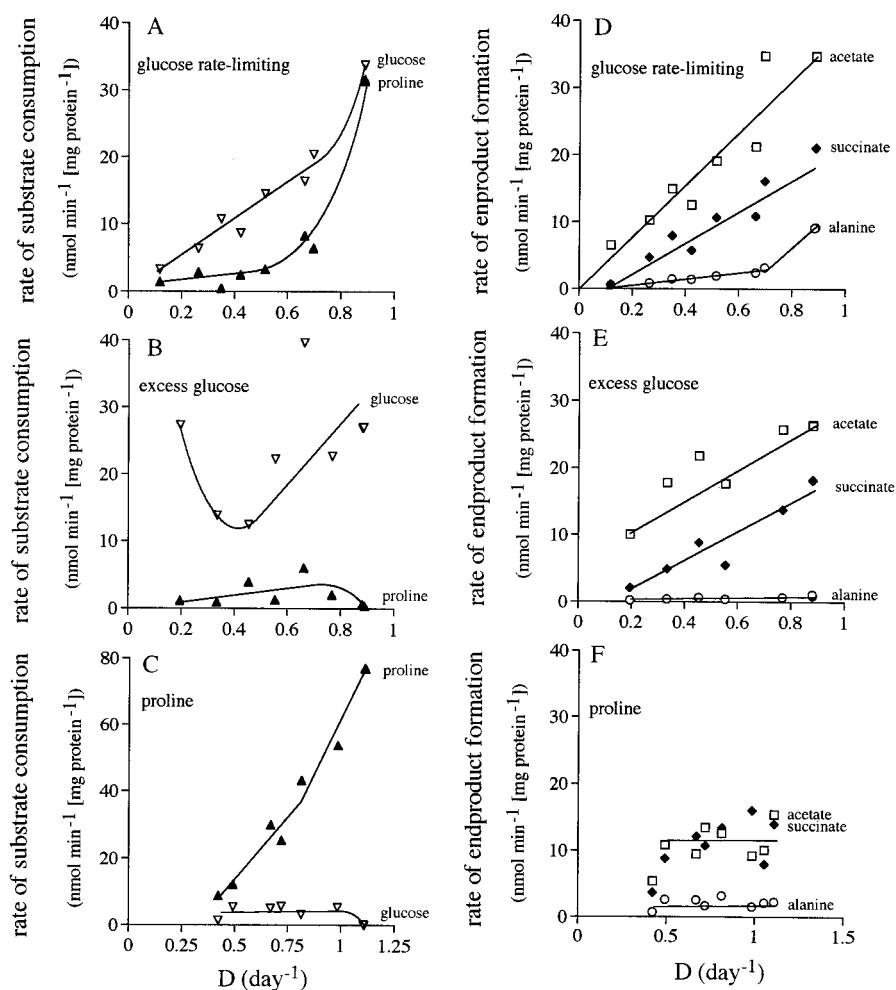 A
glucose rate-limiting
glucose
proline
rate of substrate consumption
(nmol min⁻¹ [mg protein⁻¹])
40
30
20
10
0
0 0.2 0.4 0.6 0.8 1
D
glucose rate-limiting
acetate
succinate
alanine
rate of enproduct formation
(nmol min⁻¹ [mg protein⁻¹])
40
30
20
10
0
0 0.2 0.4 0.6 0.8 1
B
excess glucose
glucose
proline
rate of substrate consumption
(nmol min⁻¹ [mg protein⁻¹])
40
30
20
10
0
0 0.2 0.4 0.6 0.8 1
E
excess glucose
acetate
succinate
alanine
rate of endproduct formation
(nmol min⁻¹ [mg protein⁻¹])
40
30
20
10
0
0 0.2 0.4 0.6 0.8 1
C
proline
proline
glucose
rate of substrate consumption
(nmol min⁻¹ [mg protein⁻¹])
80
60
40
20
0
0 0.25 0.5 0.75 1 1.25
D (day⁻¹)
F
proline
acetate
succinate
alanine
rate of endproduct formation
(nmol min⁻¹ [mg protein⁻¹])
40
30
20
10
0
0 0.5 1 1.5
D (day⁻¹)